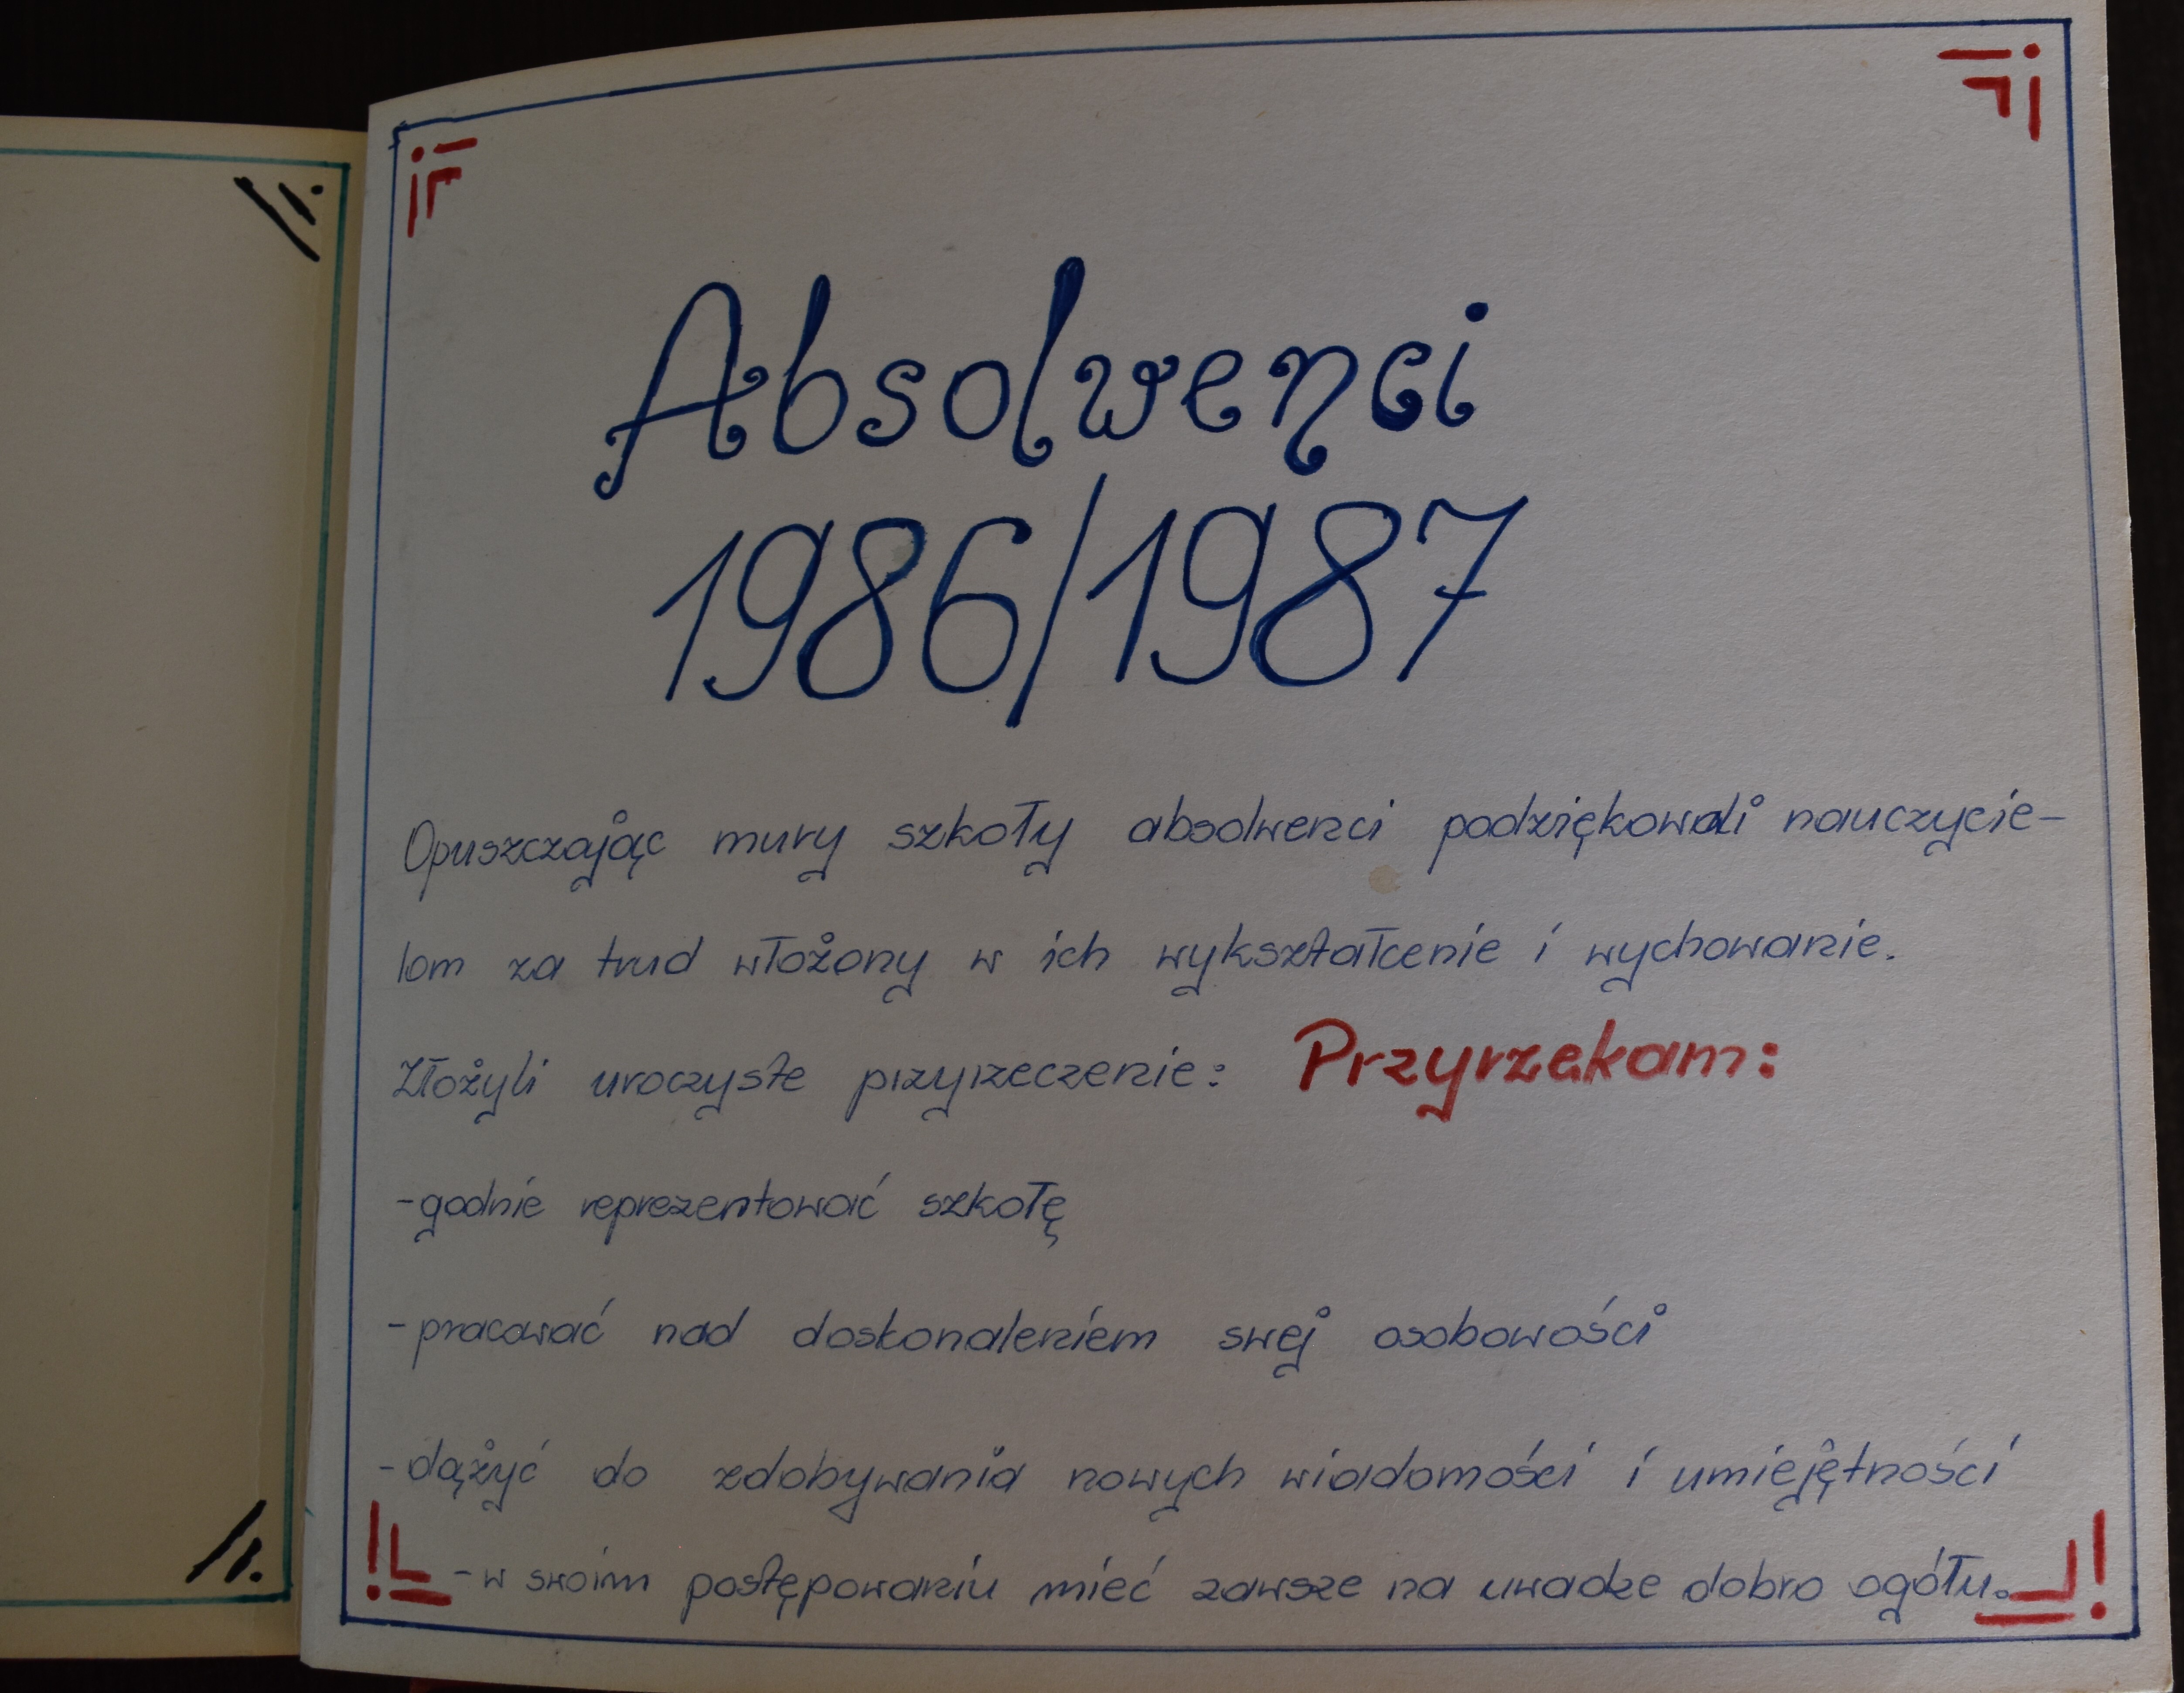 Absolwenci
1986/1987
Opuszczając mury szkoły absolwenci podziękowali nauczycie-
lom za trud włożony w ich wykształcenie i wychowanie.
Złożyli uroczyste przyrzeczenie: Przyrzekam:
-godnie reprezentować szkołę
-pracować nad doskonaleniem swej osobowości
-dążyć do zdobywania nowych wiadomości i umiejętności
-w swoim postępowaniu mieć zawsze na uwadze dobro ogółu.